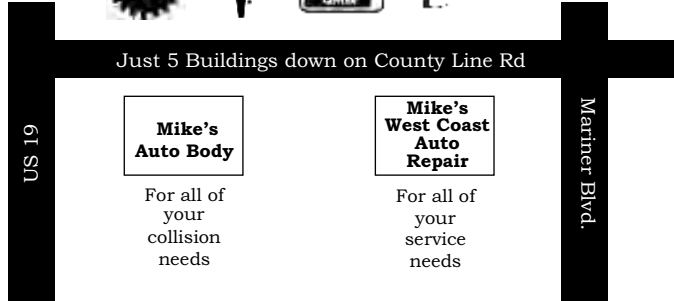 Just 5 Buildings down on County Line Rd
US 19
Mike's
Auto Body
For all of
your
collision
needs
Mike's
West Coast
Auto
Repair
For all of
your
service
needs
Mariner Blvd.